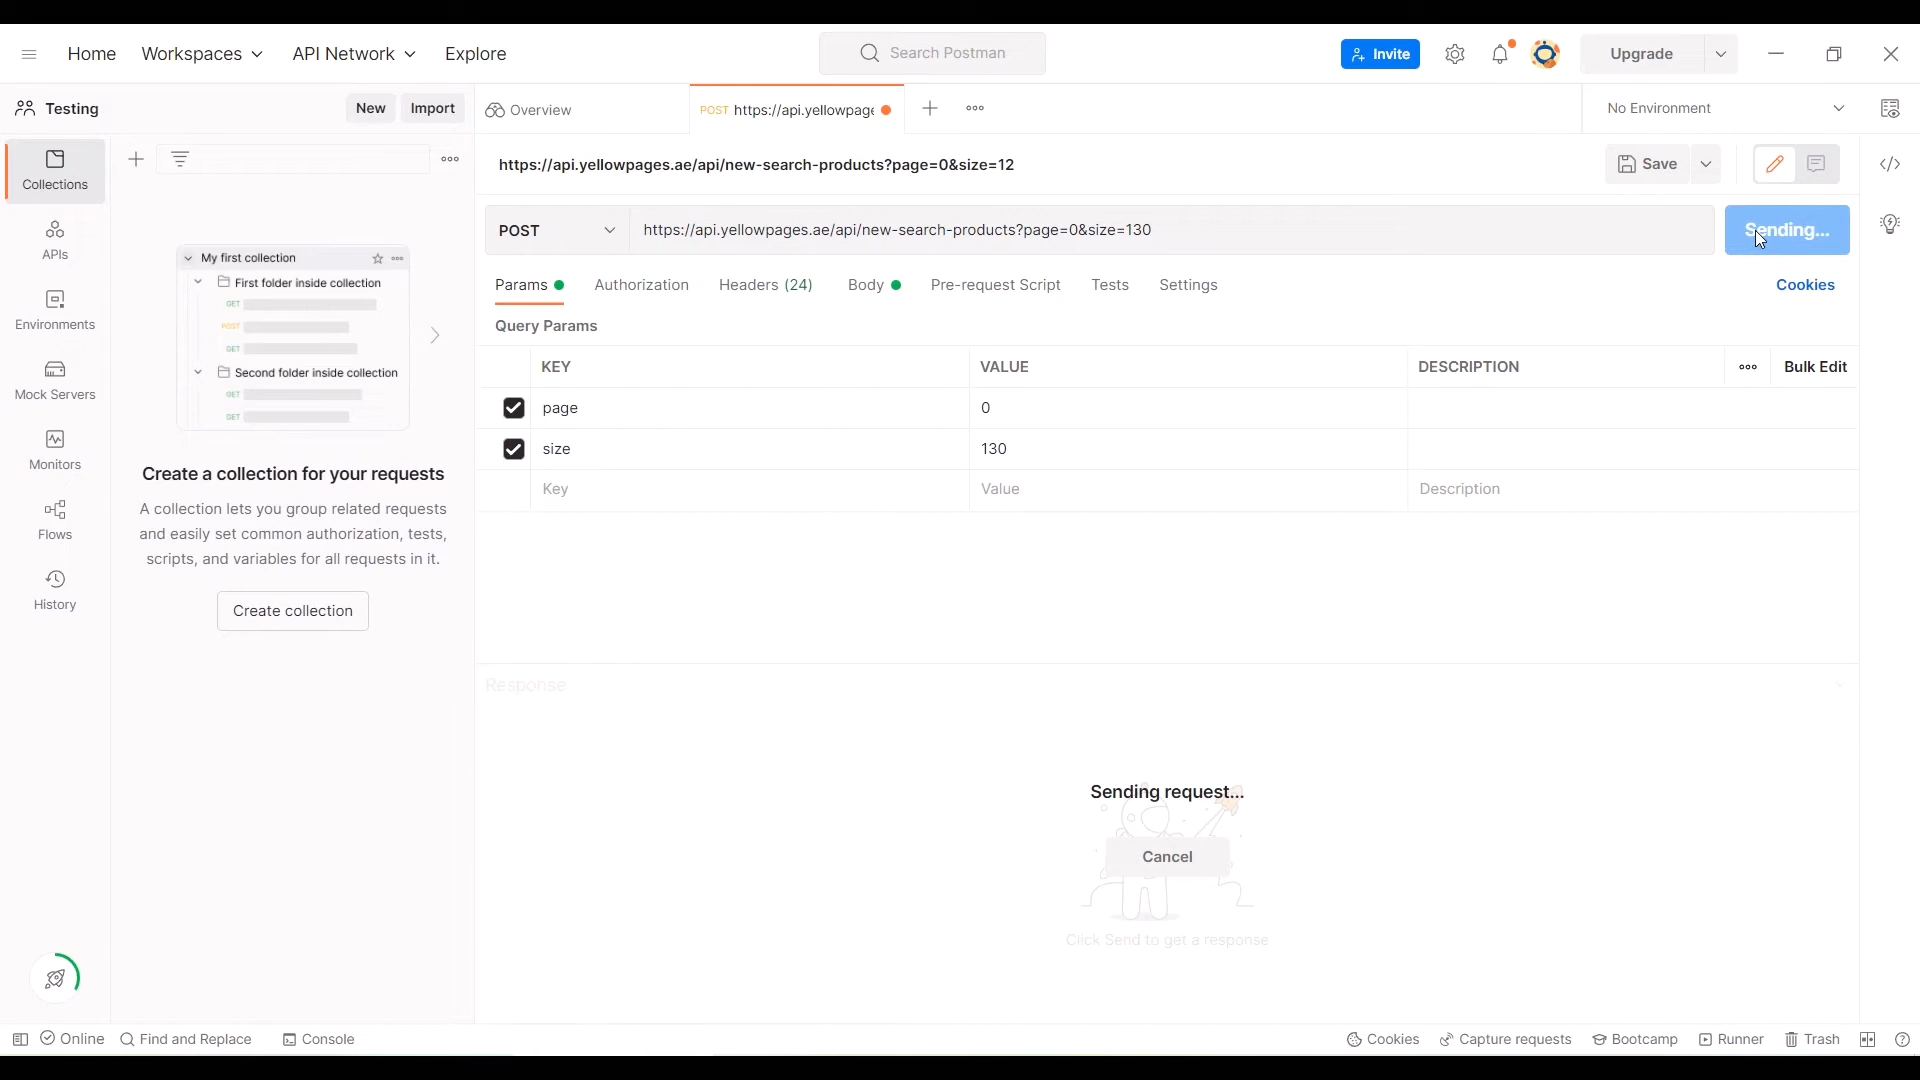 Home Workspaces API Network Explore Search Postman Invite Upgrade
Testing New Import Overview POST https://api.yellowpage No Environment
https://api.yellowpages.ae/api/new-search-products?page=0&size=12 Save
POST https://api.yellowpages.ae/api/new-search-products?page=0&size=130 Sending...
Params Authorization Headers (24) Body Pre-request Script Tests Settings Cookies
Query Params
KEY VALUE DESCRIPTION Bulk Edit
page 0
size 130
Key Value Description
Collections
APIs
Environments
Mock Servers
Monitors
Flows
History
My first collection
First folder inside collection
GET
POST
GET
Second folder inside collection
GET
GET
Create a collection for your requests
A collection lets you group related requests
and easily set common authorization, tests,
scripts, and variables for all requests in it.
Create collection
Response
Sending request...
Cancel
Click Send to get a response
Online Find and Replace Console Cookies Capture requests Bootcamp Runner Trash